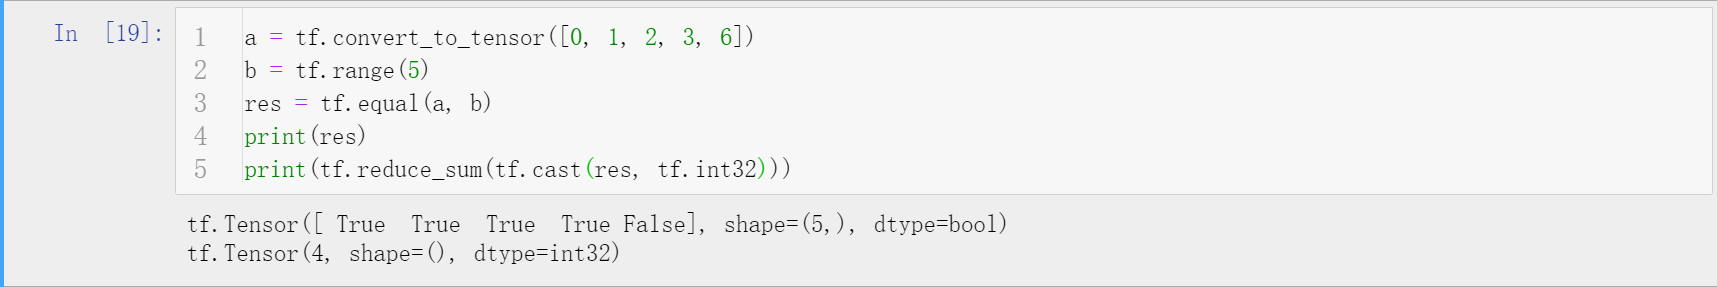 In [19]:
1 a = tf.convert_to_tensor([0, 1, 2, 3, 6])
2 b = tf.range(5)
3 res = tf.equal(a, b)
4 print(res)
5 print(tf.reduce_sum(tf.cast(res, tf.int32)))
tf.Tensor([ True  True  True  True False], shape=(5,), dtype=bool)
tf.Tensor(4, shape=(), dtype=int32)